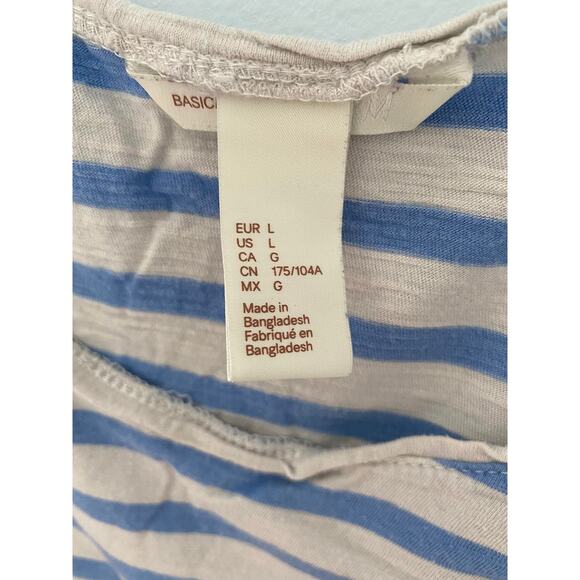 BASIC
EUR L
US L
CA G
CN 175/104A
MX G
Made in
Bangladesh
Fabriqué en
Bangladesh